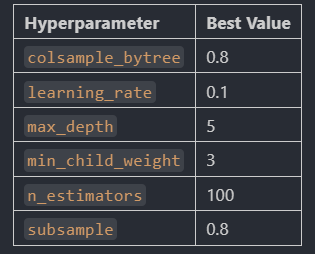 Hyperparameter Best Value
colsample_bytree 0.8
learning_rate 0.1
max_depth 5
min_child_weight 3
n_estimators 100
subsample 0.8